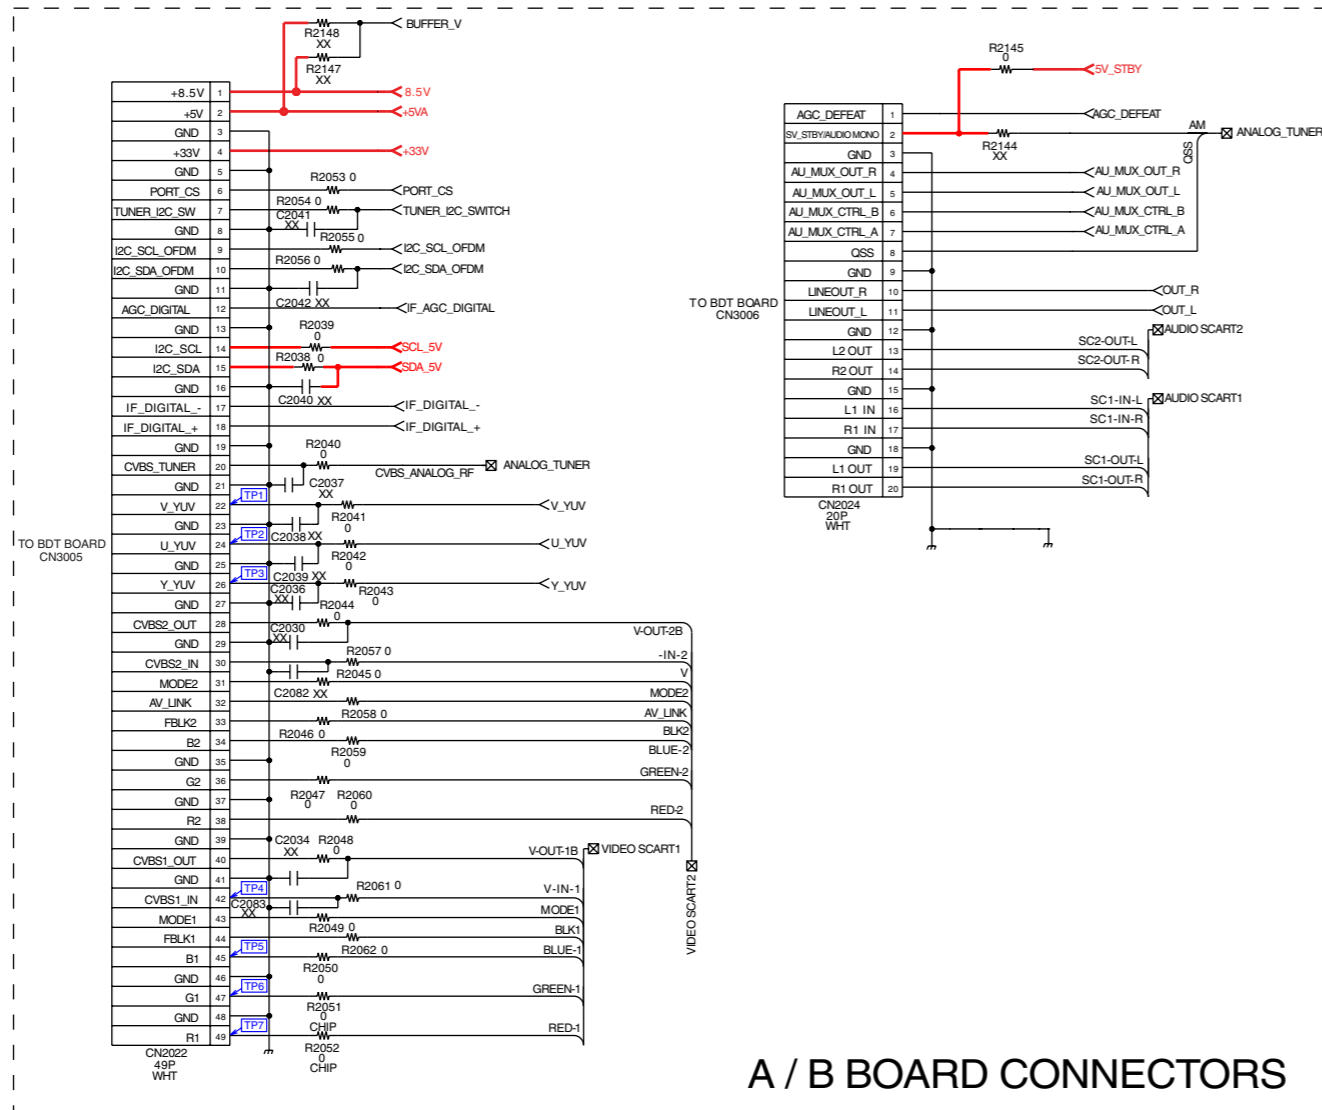 R2148
XX
BUFFER_V
R2147
XX
+8.5V 1 8.5V
+5V 2 +5VA
GND 3
+33V 4 +33V
GND 5
PORT_CS 6 R2053 0 PORT_CS
TUNER_I2C_SW 7 R2054 0 TUNER_I2C_SWITCH
C2041
XX
GND 8
I2C_SCL_OFDM 9 R2055 0 I2C_SCL_OFDM
I2C_SDA_OFDM 10 R2056 0 I2C_SDA_OFDM
GND 11
C2042 XX
AGC_DIGITAL 12 IF_AGC_DIGITAL
GND 13
R2039
0
I2C_SCL 14 SCL_5V
R2038 0
I2C_SDA 15 SDA_5V
GND 16
C2040 XX
IF_DIGITAL_- 17 IF_DIGITAL_-
IF_DIGITAL_+ 18 IF_DIGITAL_+
GND 19
R2040
0
CVBS_TUNER 20 CVBS_ANALOG_RF ANALOG_TUNER
GND 21
C2037
XX
TP1
V_YUV 22 V_YUV
R2041
0
GND 23
C2038 XX
TP2
U_YUV 24 U_YUV
R2042
0
GND 25
C2039 XX
TP3
Y_YUV 26 Y_YUV
R2043
0
C2036
XX
GND 27
R2044
0
CVBS2_OUT 28 V-OUT-2B
C2030
XX
GND 29
R2057 0
CVBS2_IN 30 -IN-2
R2045 0
MODE2 31 V
C2082 XX
AV_LINK 32 MODE2
R2058 0
FBLK2 33 AV_LINK
R2046 0
B2 34 BLK2
R2059
0
BLUE-2
GND 35
G2 36 GREEN-2
R2047
0
R2060
0
GND 37
R2 38 RED-2
GND 39
C2034
XX
R2048
0
CVBS1_OUT 40 V-OUT-1B
VIDEO SCART1
VIDEO SCART2
GND 41
TP4
R2061 0
CVBS1_IN 42 V-IN-1
C2083
XX
MODE1 43 MODE1
R2049 0
FBLK1 44 BLK1
TP5
R2062 0
B1 45 BLUE-1
R2050
0
GND 46
TP6
G1 47 GREEN-1
R2051
0
CHIP
GND 48
TP7
R1 49 RED-1
R2052
0
CHIP
CN2022
49P
WHT
TO BDT BOARD
CN3005
R2145
0
5V_STBY
AGC_DEFEAT 1 AGC_DEFEAT
SV_STBY/AUDIO MONO 2
R2144
XX
AM
QSS
ANALOG_TUNER
GND 3
AU_MUX_OUT_R 4 AU_MUX_OUT_R
AU_MUX_OUT_L 5 AU_MUX_OUT_L
AU_MUX_CTRL_B 6 AU_MUX_CTRL_B
AU_MUX_CTRL_A 7 AU_MUX_CTRL_A
QSS 8
GND 9
LINEOUT_R 10 OUT_R
LINEOUT_L 11 OUT_L
GND 12
AUDIO SCART2
L2 OUT 13 SC2-OUT-L
R2 OUT 14 SC2-OUT-R
GND 15
AUDIO SCART1
L1 IN 16 SC1-IN-L
R1 IN 17 SC1-IN-R
GND 18
L1 OUT 19 SC1-OUT-L
R1 OUT 20 SC1-OUT-R
CN2024
20P
WHT
TO BDT BOARD
CN3006
A / B BOARD CONNECTORS